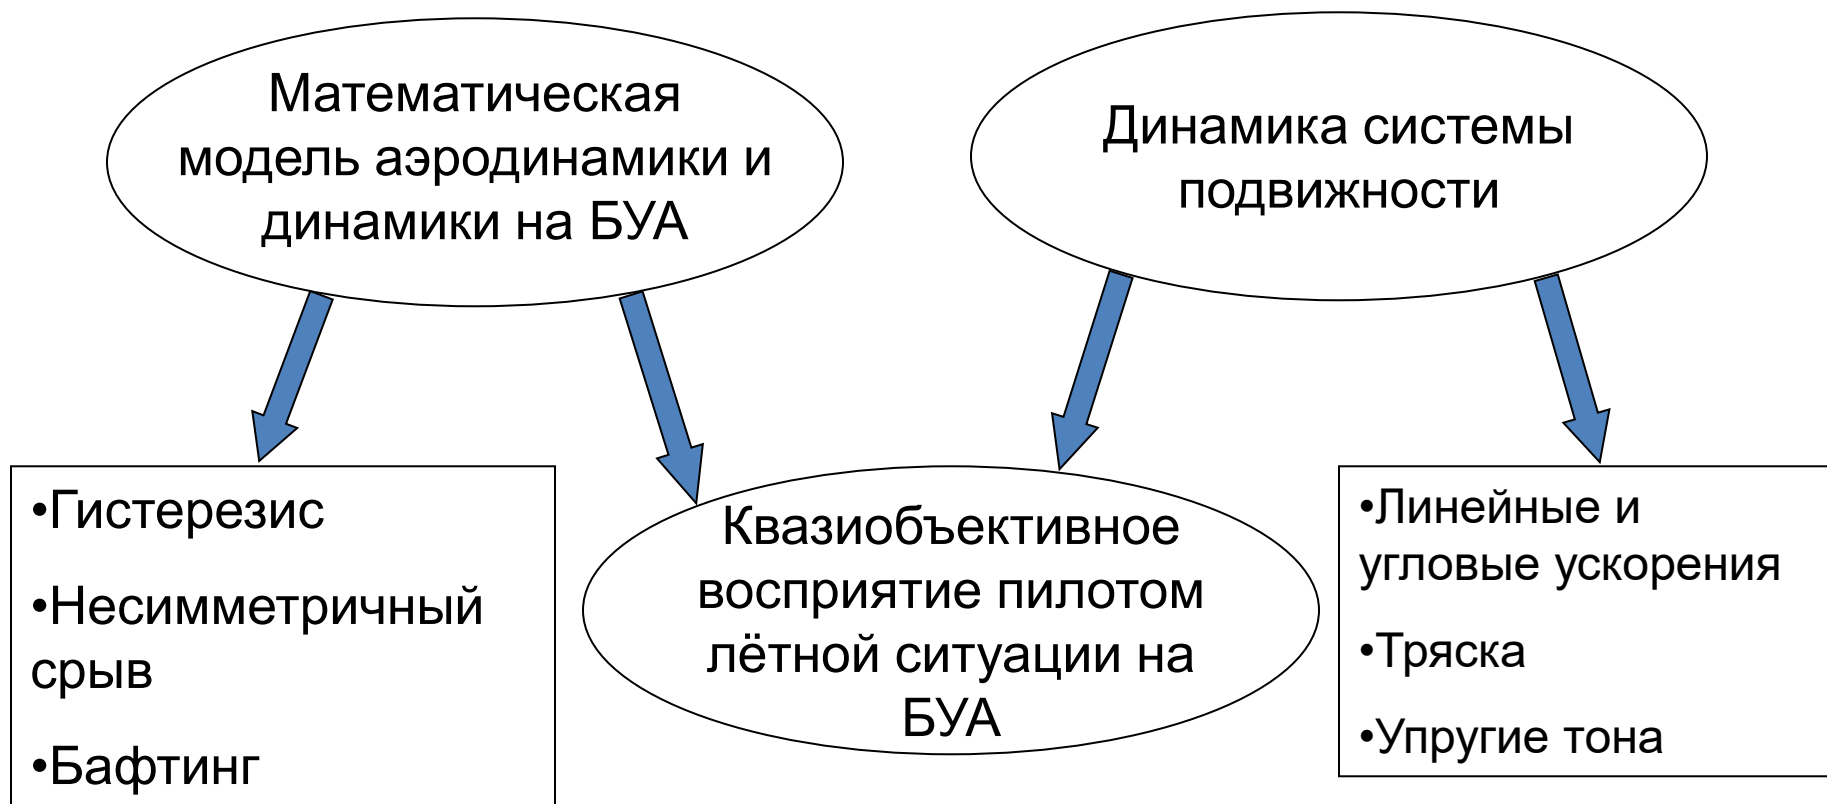 Математическая
модель аэродинамики и
динамики на БУА
Динамика системы
подвижности
•Гистерезис
•Несимметричный
срыв
•Бафтинг
Квазиобъективное
восприятие пилотом
лётной ситуации на
БУА
•Линейные и
угловые ускорения
•Тряска
•Упругие тона